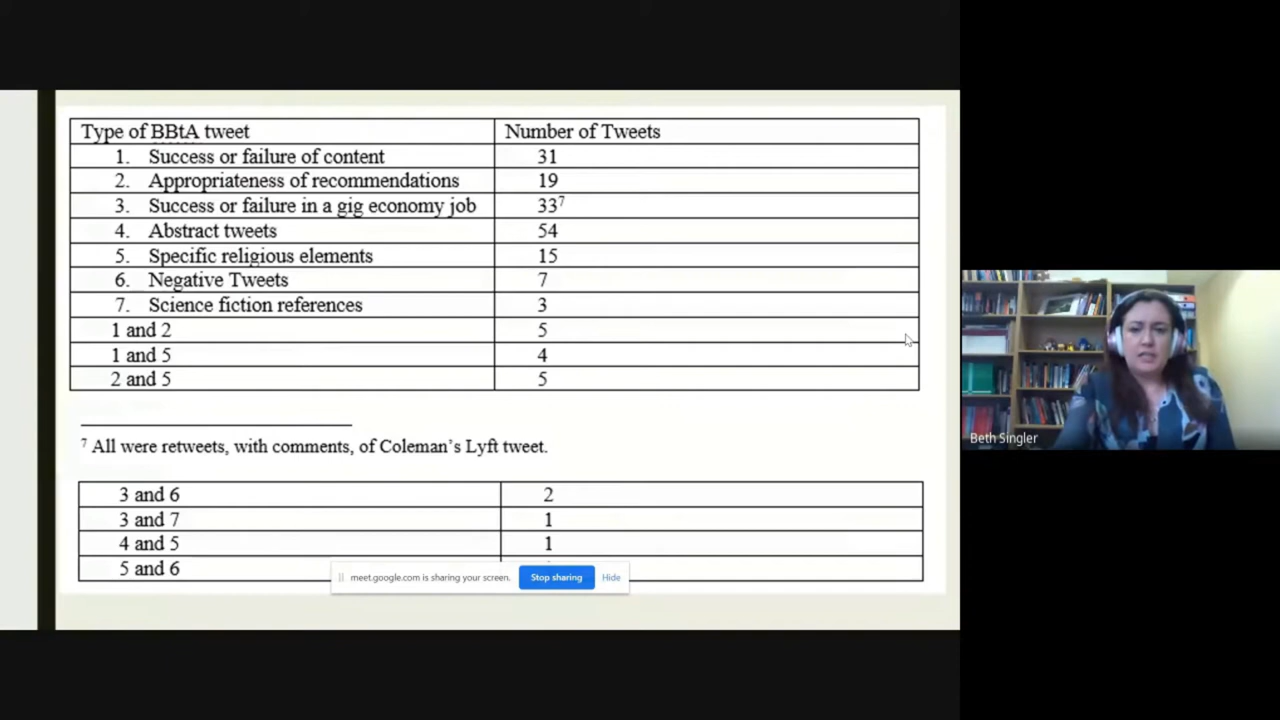 Type of BBtA tweet Number of Tweets
1. Success or failure of content 31
2. Appropriateness of recommendations 19
3. Success or failure in a gig economy job 33⁷
4. Abstract tweets 54
5. Specific religious elements 15
6. Negative Tweets 7
7. Science fiction references 3
1 and 2 5
1 and 5 4
2 and 5 5
⁷ All were retweets, with comments, of Coleman's Lyft tweet.
3 and 6 2
3 and 7 1
4 and 5 1
5 and 6
meet.google.com is sharing your screen. Stop sharing Hide
Beth Singler